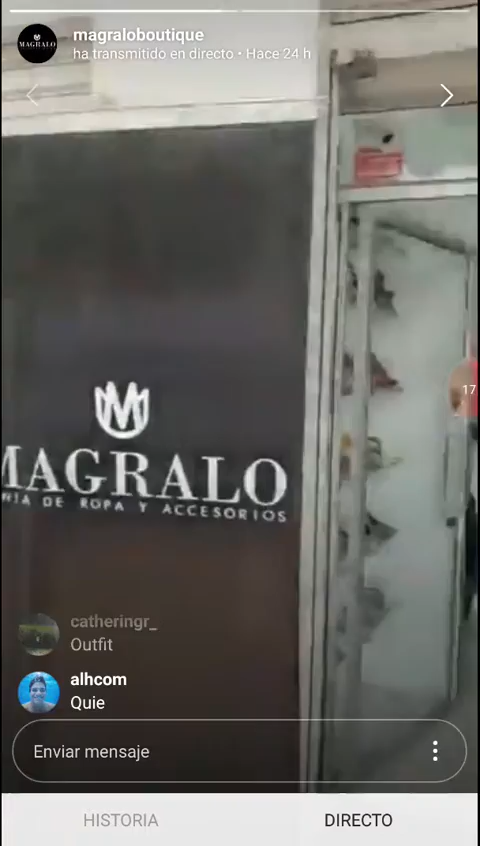 MAGRALO
magraloboutique
ha transmitido en directo • Hace 24 h
MAGRALO
DE ROPA Y ACCESORIOS
17
catheringr_
Outfit
alhcom
Quie
Enviar mensaje
HISTORIA
DIRECTO